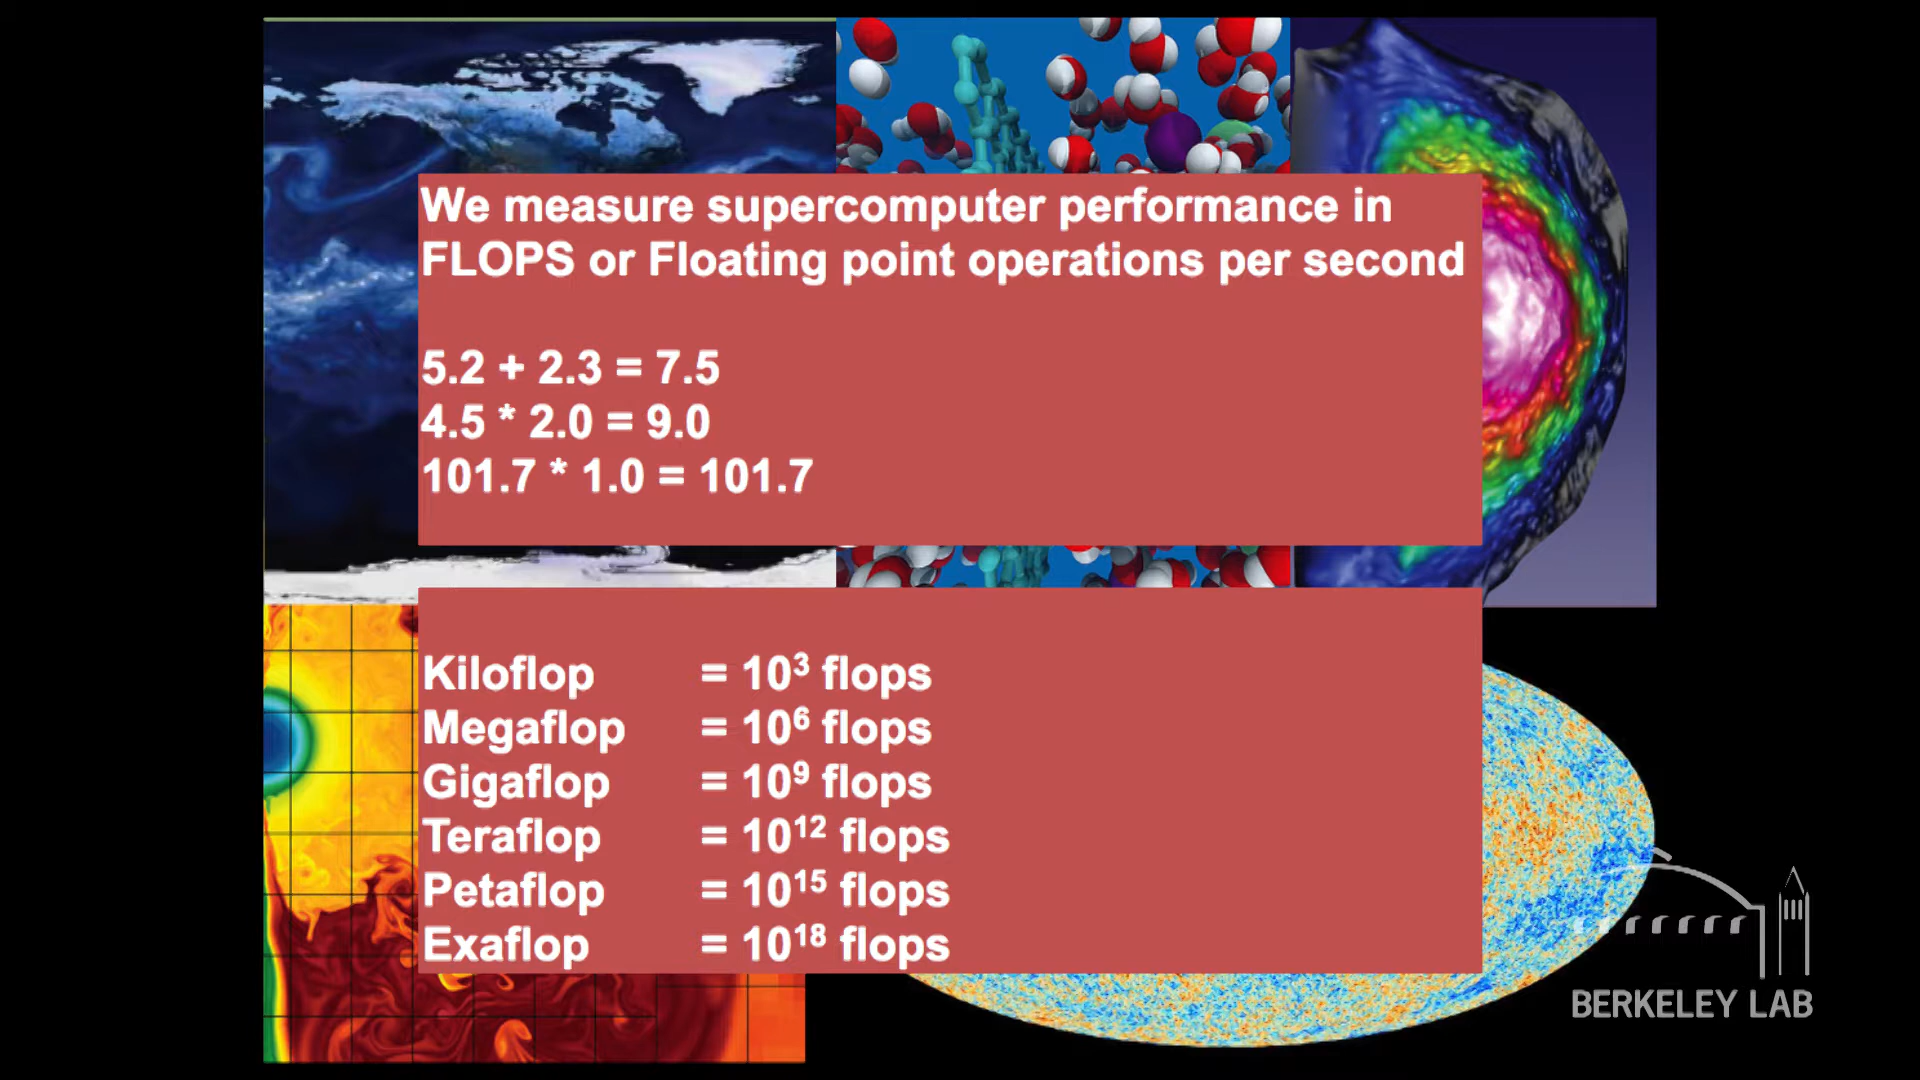 We measure supercomputer performance in
FLOPS or Floating point operations per second
5.2 + 2.3 = 7.5
4.5 * 2.0 = 9.0
101.7 * 1.0 = 101.7
Kiloflop = 10³ flops
Megaflop = 10⁶ flops
Gigaflop = 10⁹ flops
Teraflop = 10¹² flops
Petaflop = 10¹⁵ flops
Exaflop = 10¹⁸ flops
BERKELEY LAB